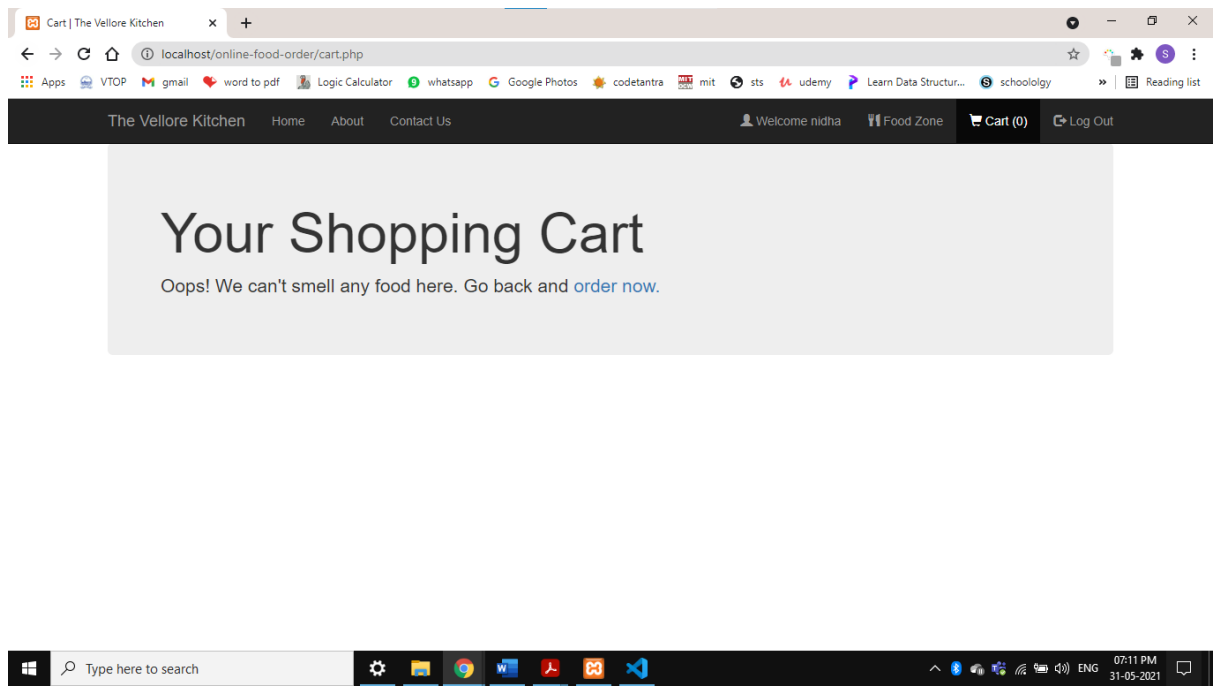 Cart | The Vellore Kitchen
localhost/online-food-order/cart.php
Apps VTOP gmail word to pdf Logic Calculator whatsapp Google Photos codetantra mit sts udemy Learn Data Structur... schoololgy » Reading list
The Vellore Kitchen Home About Contact Us Welcome nidha Food Zone Cart (0) Log Out
Your Shopping Cart
Oops! We can't smell any food here. Go back and order now.
Type here to search ENG 07:11 PM
31-05-2021